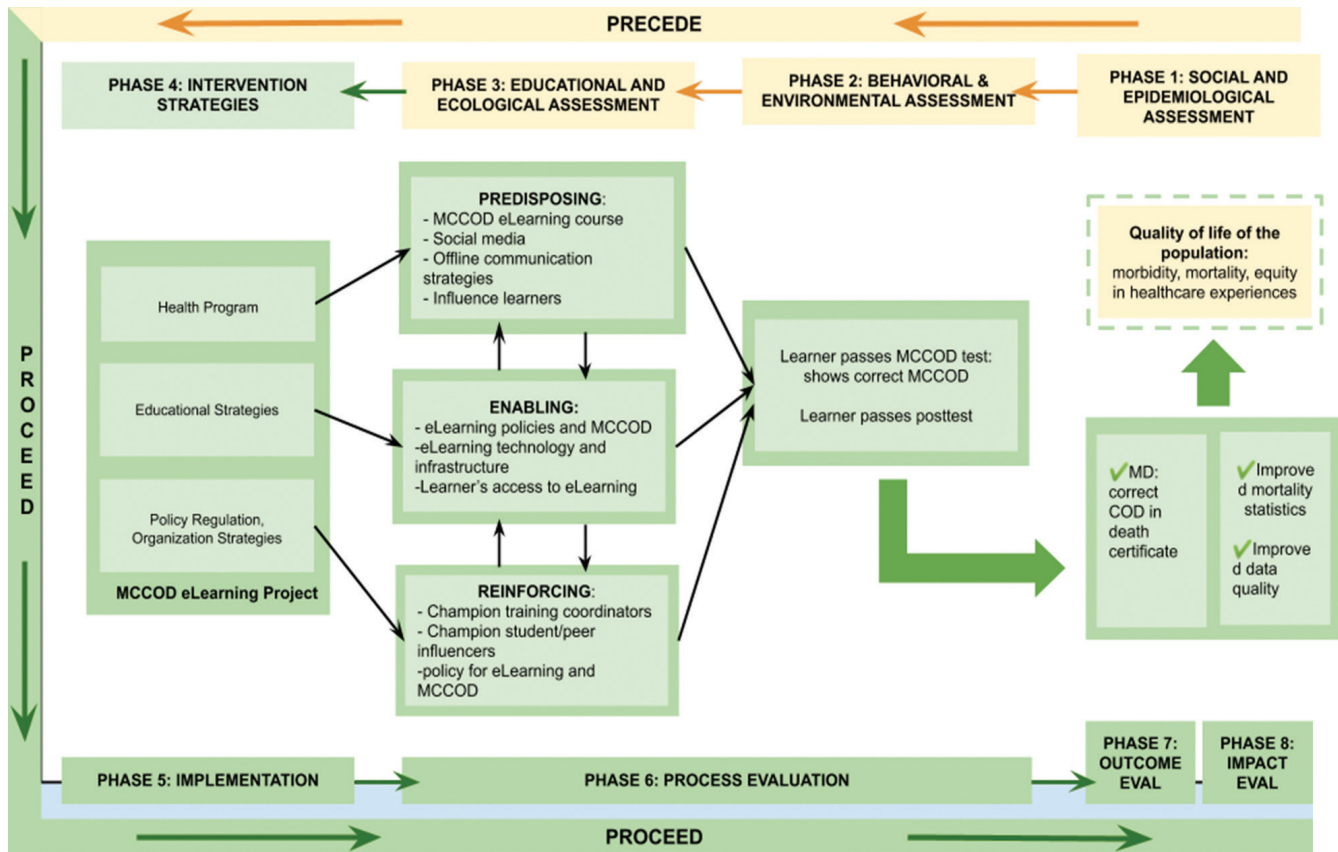 PRECEDE
PHASE 4: INTERVENTION
STRATEGIES
PHASE 3: EDUCATIONAL AND
ECOLOGICAL ASSESSMENT
PHASE 2: BEHAVIORAL &
ENVIRONMENTAL ASSESSMENT
PHASE 1: SOCIAL AND
EPIDEMIOLOGICAL
ASSESSMENT
PROCEED
Health Program
Educational Strategies
Policy Regulation,
Organization Strategies
MCCOD eLearning Project
PREDISPOSING:
- MCCOD eLearning course
- Social media
- Offline communication
strategies
- Influence learners
ENABLING:
- eLearning policies and MCCOD
-eLearning technology and
infrastructure
-Learner's access to eLearning
REINFORCING:
- Champion training coordinators
- Champion student/peer
influencers
-policy for eLearning and
MCCOD
Learner passes MCCOD test:
shows correct MCCOD
Learner passes posttest
Quality of life of the
population:
morbidity, mortality, equity
in healthcare experiences
✔MD:
correct
COD in
death
certificate
✔Improve
d mortality
statistics
✔Improve
d data
quality
PHASE 5: IMPLEMENTATION
PHASE 6: PROCESS EVALUATION
PHASE 7:
OUTCOME
EVAL
PHASE 8:
IMPACT
EVAL
PROCEED